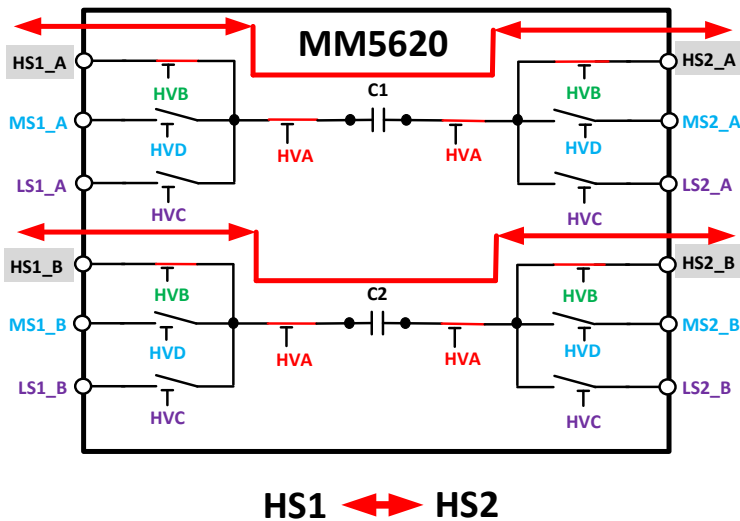 MM5620
HS1_A
HVB
C1
HVB
HS2_A
MS1_A
HVD
HVA
HVA
HVD
MS2_A
LS1_A
HVC
HVC
LS2_A
HS1_B
HVB
C2
HVB
HS2_B
MS1_B
HVD
HVA
HVA
HVD
MS2_B
LS1_B
HVC
HVC
LS2_B
HS1 HS2